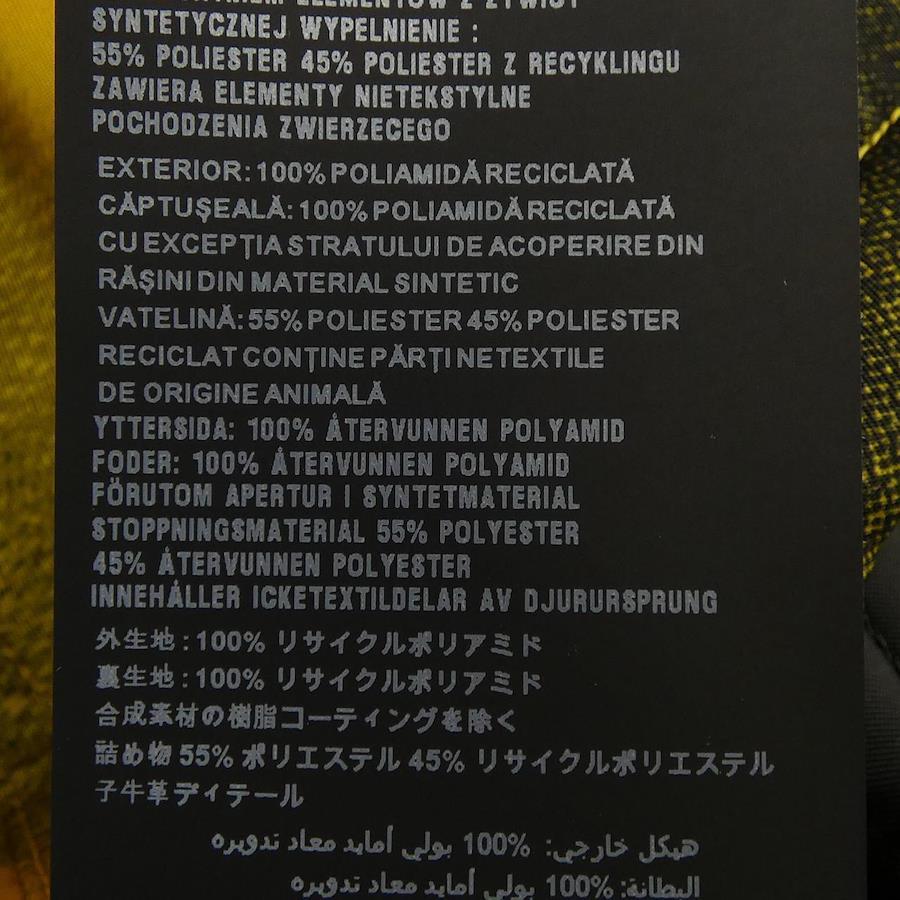 ELEMENTÓW Z ŻYWICY
SYNTETYCZNEJ WYPELNIENIE :
55% POLIESTER 45% POLIESTER Z RECYKLINGU
ZAWIERA ELEMENTY NIETEKSTYLNE
POCHODZENIA ZWIERZECEGO
EXTERIOR: 100% POLIAMIDĂ RECICLATĂ
CĂPTUȘEALĂ: 100% POLIAMIDĂ RECICLATĂ
CU EXCEPȚIA STRATULUI DE ACOPERIRE DIN
RĂȘINI DIN MATERIAL SINTETIC
VATELINĂ: 55% POLIESTER 45% POLIESTER
RECICLAT CONȚINE PĂRȚI NETEXTILE
DE ORIGINE ANIMALĂ
YTTERSIDA: 100% ÅTERVUNNEN POLYAMID
FODER: 100% ÅTERVUNNEN POLYAMID
FÖRUTOM APERTUR I SYNTETMATERIAL
STOPPNINGSMATERIAL 55% POLYESTER
45% ÅTERVUNNEN POLYESTER
INNEHÅLLER ICKETEXTILDELAR AV DJURURSPRUNG
外生地 : 100% リサイクルポリアミド
裏生地 : 100% リサイクルポリアミド
合成素材の樹脂コーティングを除く
詰め物 55% ポリエステル 45% リサイクルポリエステル
子牛革ディテール
هيكل خارجي: 100% بولي أمايد معاد تدويره
البطانة: 100% بولي أمايد معاد تدويره